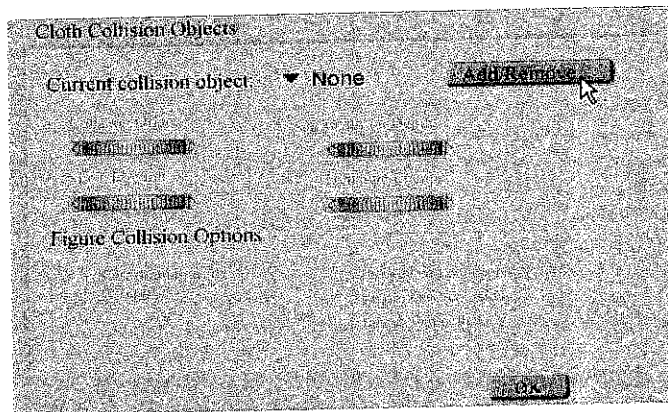 Cloth Collision Objects
Current collision object: None Add/Remove...
Figure Collision Options
OK